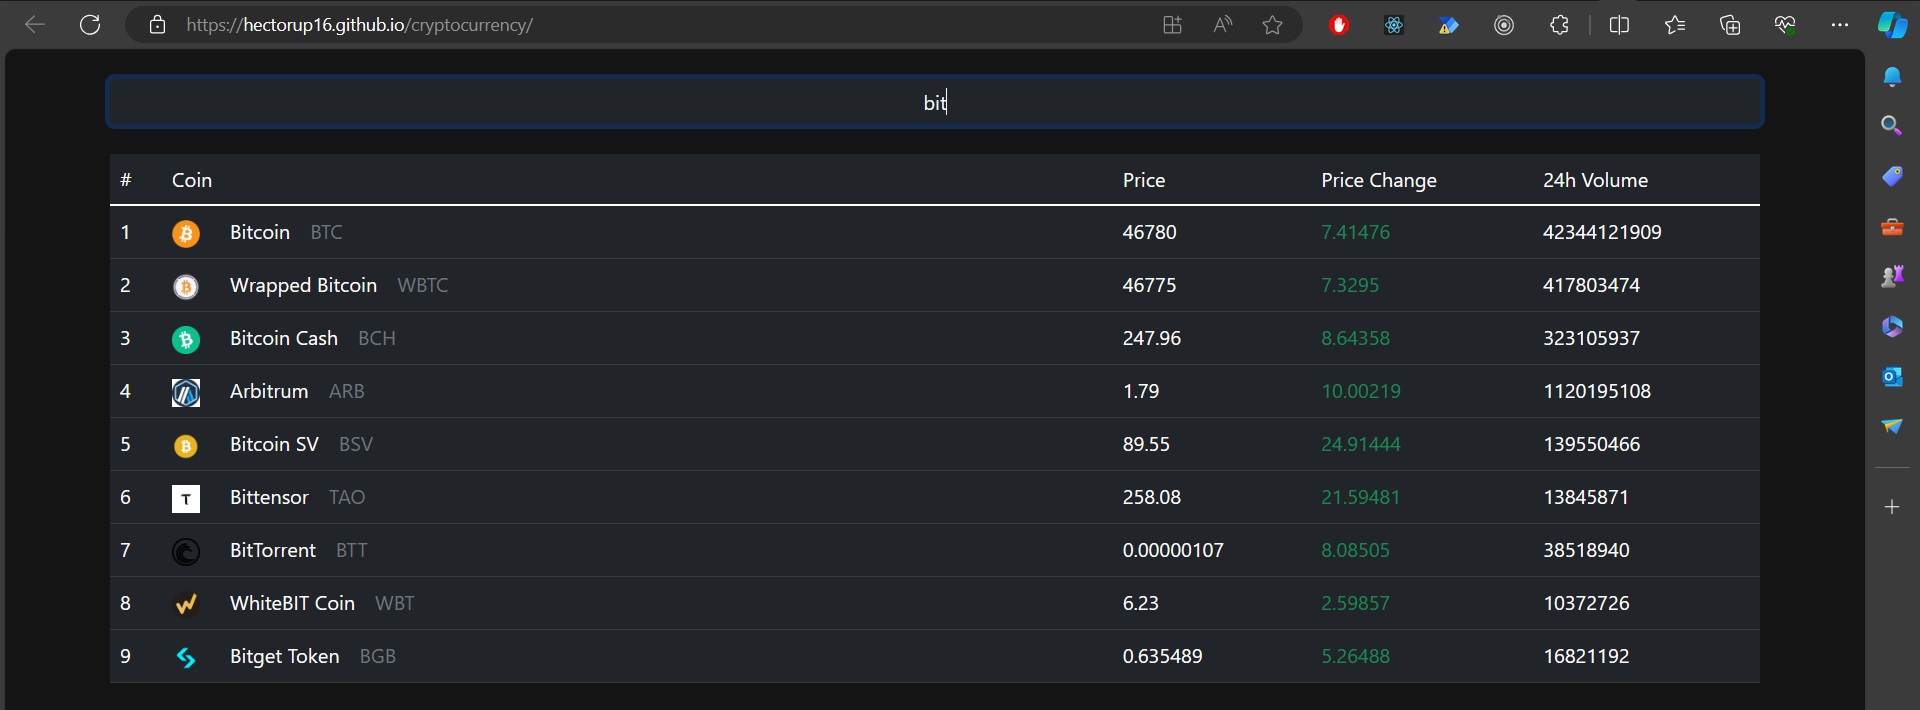 https://hectorup16.github.io/cryptocurrency/
bit
# Coin Price Price Change 24h Volume
1 Bitcoin BTC 46780 7.41476 42344121909
2 Wrapped Bitcoin WBTC 46775 7.3295 417803474
3 Bitcoin Cash BCH 247.96 8.64358 323105937
4 Arbitrum ARB 1.79 10.00219 1120195108
5 Bitcoin SV BSV 89.55 24.91444 139550466
6 T Bittensor TAO 258.08 21.59481 13845871
7 BitTorrent BTT 0.00000107 8.08505 38518940
8 WhiteBIT Coin WBT 6.23 2.59857 10372726
9 Bitget Token BGB 0.635489 5.26488 16821192